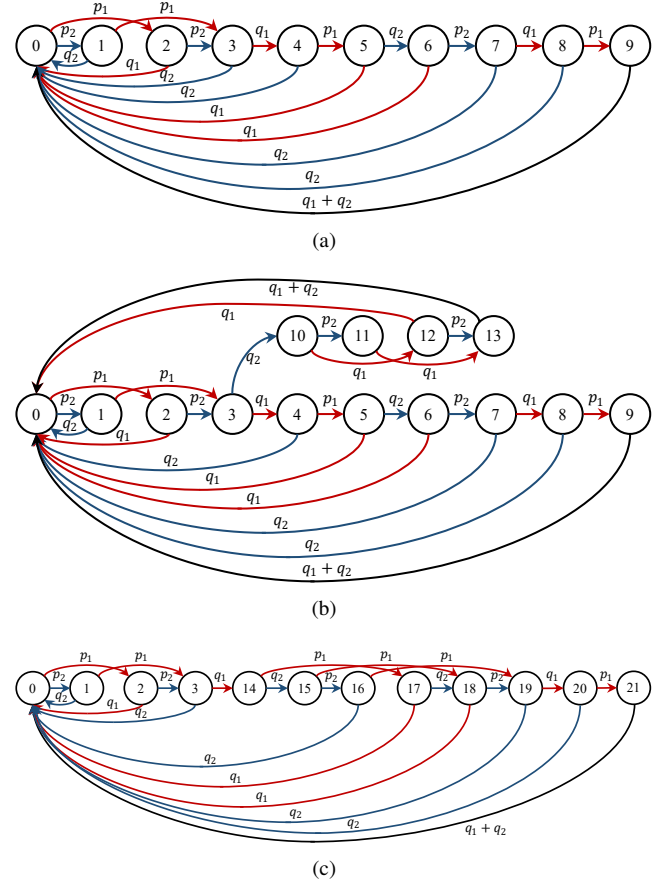 p₁ p₁
0 p₂ 1 2 p₂ 3 q₁ 4 p₁ 5 q₂ 6 p₂ 7 q₁ 8 p₁ 9
q₂ q₁ q₂
q₂
q₁
q₁
q₂
q₂
q₁ + q₂
(a)
q₁ + q₂
q₁
10 p₂ 11 12 p₂ 13
q₂ q₁ q₁
p₁ p₁
0 p₂ 1 2 p₂ 3 q₁ 4 p₁ 5 q₂ 6 p₂ 7 q₁ 8 p₁ 9
q₂ q₁
q₂
q₁
q₁
q₂
q₂
q₁ + q₂
(b)
p₁ p₁ p₁ p₁ p₁
0 p₂ 1 2 p₂ 3 q₁ 14 q₂ 15 p₂ 16 17 q₂ 18 p₂ 19 q₁ 20 p₁ 21
q₂ q₁ q₂
q₂
q₁
q₁
q₂
q₂
q₁ + q₂
(c)